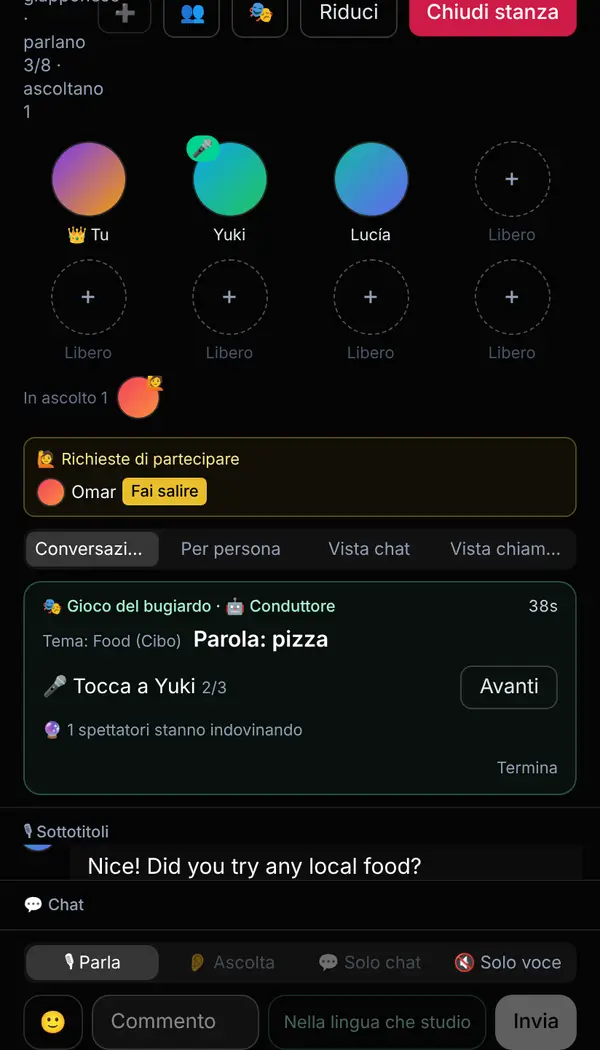 ·
parlano
3/8 ·
ascoltano
1
Riduci
Chiudi stanza
👑 Tu
Yuki
Lucía
Libero
Libero
Libero
Libero
Libero
In ascolto 1
🙋 Richieste di partecipare
Omar Fai salire
Conversazi... Per persona Vista chat Vista chiam...
🎭 Gioco del bugiardo · 🤖 Conduttore 38s
Tema: Food (Cibo) Parola: pizza
🎤 Tocca a Yuki 2/3 Avanti
🔮 1 spettatori stanno indovinando
Termina
🎙 Sottotitoli
Nice! Did you try any local food?
💬 Chat
🎙 Parla 👂 Ascolta 💬 Solo chat 🔇 Solo voce
🙂 Commento Nella lingua che studio Invia